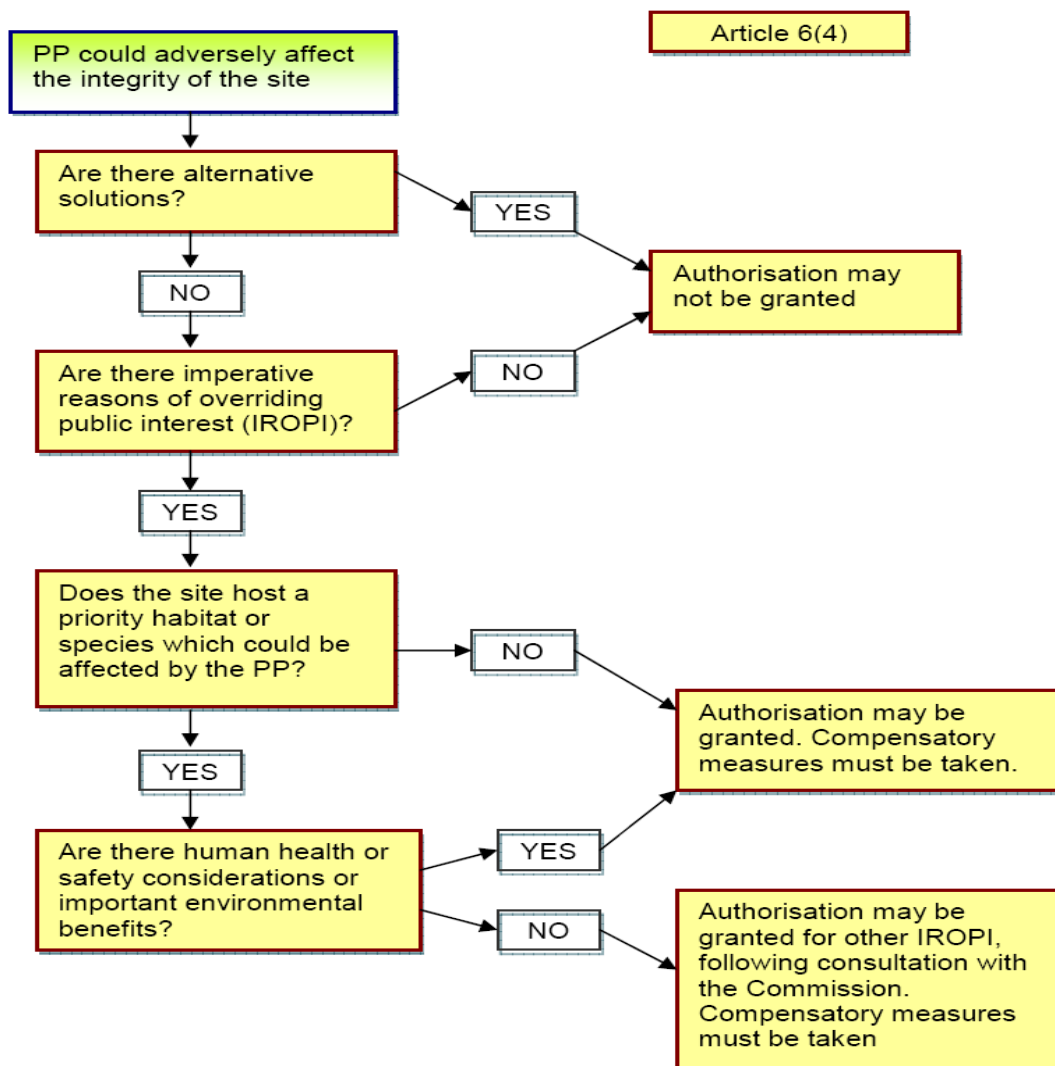 Article 6(4)
PP could adversely affect
the integrity of the site
Are there alternative
solutions?
YES
Authorisation may
not be granted
NO
Are there imperative
reasons of overriding
public interest (IROPI)?
NO
YES
Does the site host a
priority habitat or
species which could be
affected by the PP?
NO
Authorisation may be
granted. Compensatory
measures must be taken.
YES
Are there human health or
safety considerations or
important environmental
benefits?
YES
NO
Authorisation may be
granted for other IROPI,
following consultation with
the Commission.
Compensatory measures
must be taken